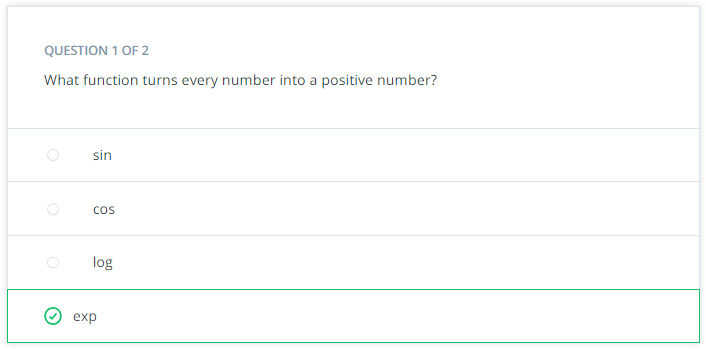 QUESTION 1 OF 2
What function turns every number into a positive number?
sin
cos
log
exp